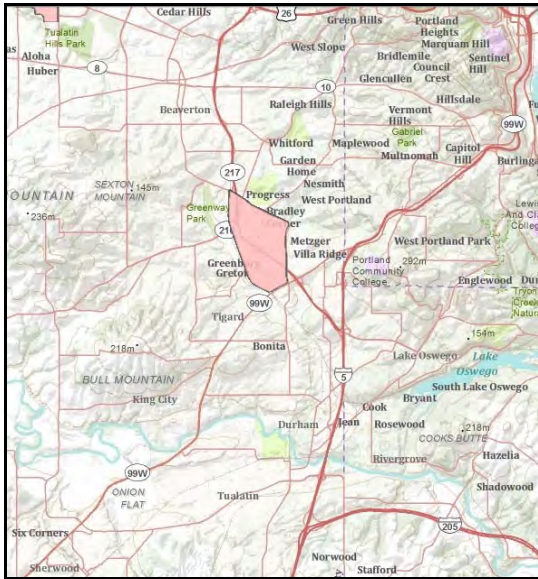 Cedar Hills
26
Green Hills
Portland
Heights
Tualatin
Hills Park
Marquam Hill
West Slope
Bridlemile
Sentinel
Hill
Aloha
Huber
8
Council
Crest
Glencullen
10
Raleigh Hills
Hillsdale
Beaverton
Vermont
Hills
99W
Whitford
Maplewood
Gabriel
Park
Capitol
Hill
Multnomah
Garden
Home
217
Nesmith
SEXTON
MOUNTAIN
145m
Progress
West Portland
236m
Greenway
Park
Bradley
Metzger
Villa Ridge
West Portland Park
Portland
Community
College
292m
Englewood
99W
Tigard
154m
218m
Bonita
Lake Oswego
Lake
Oswego
BULL MOUNTAIN
5
South Lake Oswego
King City
Bryant
Cook
Durham
Jean
Rosewood
218m
COOKS BUTTE
Rivergrove
Hazelia
99W
ONION
FLAT
Tualatin
Shadowood
Six Corners
205
Norwood
Sherwood
Stafford